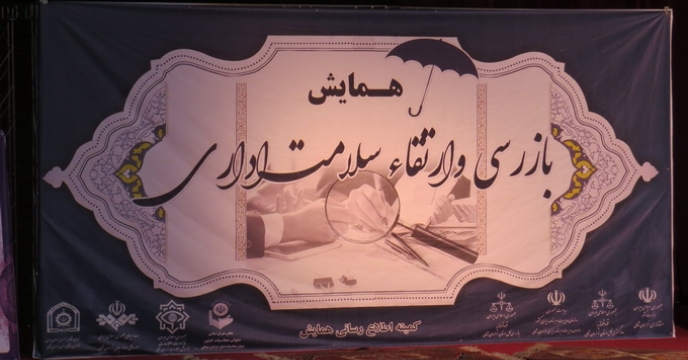 همایش
بازرسی و ارتقاء سلامت اداری
کمیته اطلاع رسانی همایش